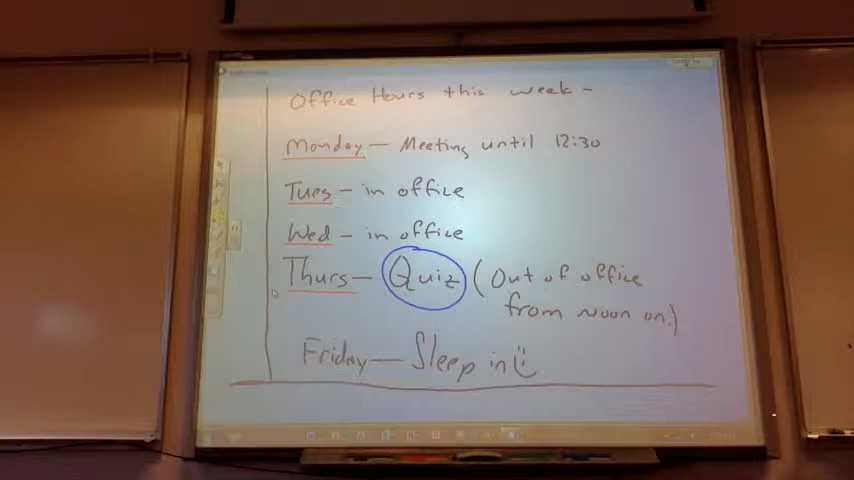 Office Hours this week -
Monday — Meeting until 12:30
Tues - in office
Wed - in office
Thurs— Quiz (Out of office
from noon on.)
Friday— Sleep in :)